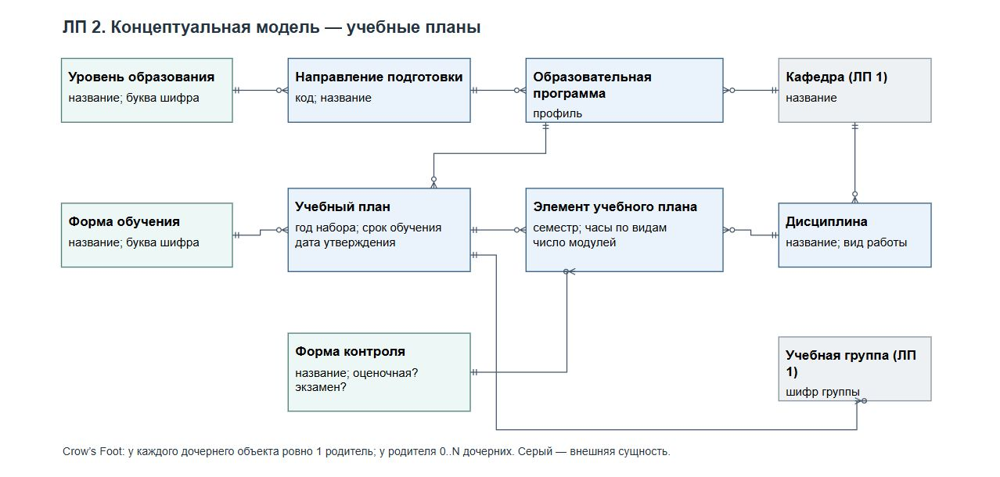 ЛП 2. Концептуальная модель — учебные планы
Уровень образования
название; буква шифра
Направление подготовки
код; название
Образовательная
программа
профиль
Кафедра (ЛП 1)
название
Форма обучения
название; буква шифра
Учебный план
год набора; срок обучения
дата утверждения
Элемент учебного плана
семестр; часы по видам
число модулей
Дисциплина
название; вид работы
Форма контроля
название; оценочная?
экзамен?
Учебная группа (ЛП
1)
шифр группы
Crow's Foot: у каждого дочернего объекта ровно 1 родитель; у родителя 0..N дочерних. Серый — внешняя сущность.